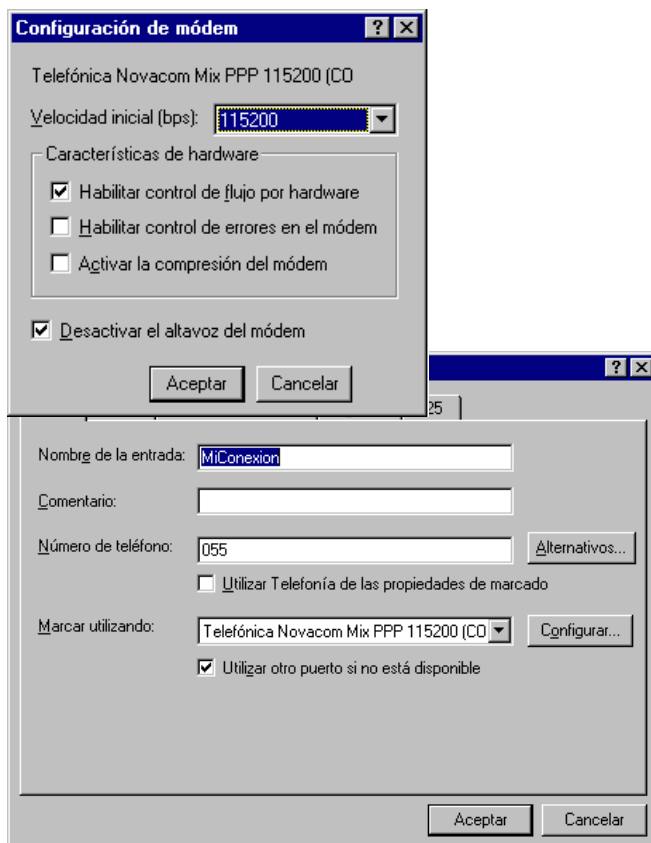 Configuración de módem
Telefónica Novacom Mix PPP 115200 (CO
Velocidad inicial (bps): 115200
Características de hardware
Habilitar control de flujo por hardware
Habilitar control de errores en el módem
Activar la compresión del módem
Desactivar el altavoz del módem
Aceptar Cancelar
25
Nombre de la entrada: MiConexion
Comentario:
Número de teléfono: 055 Alternativos...
Utilizar Telefonía de las propiedades de marcado
Marcar utilizando: Telefónica Novacom Mix PPP 115200 (CO Configurar...
Utilizar otro puerto si no está disponible
Aceptar Cancelar